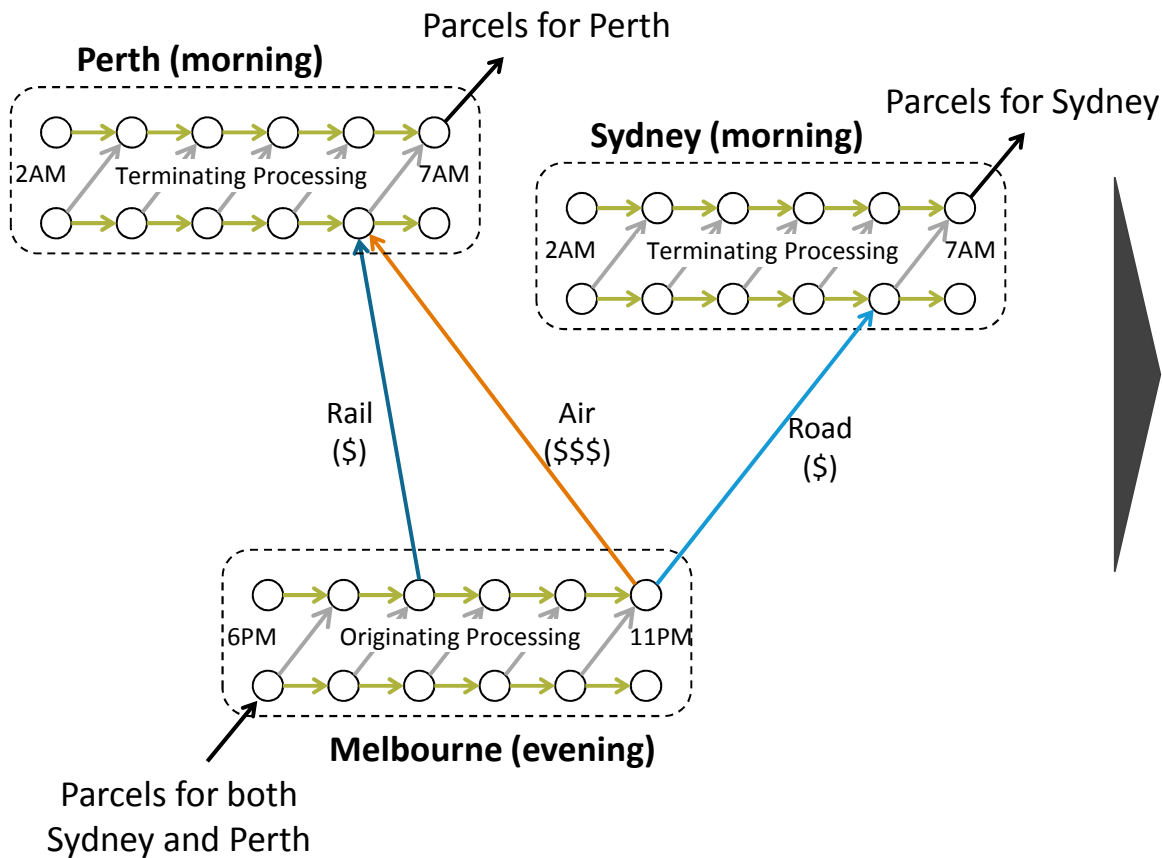 Parcels for Perth
Perth (morning)
2AM
Terminating Processing
7AM
Parcels for Sydney
Sydney (morning)
2AM
Terminating Processing
7AM
Rail
($)
Air
($$$)
Road
($)
6PM
Originating Processing
11PM
Melbourne (evening)
Parcels for both
Sydney and Perth